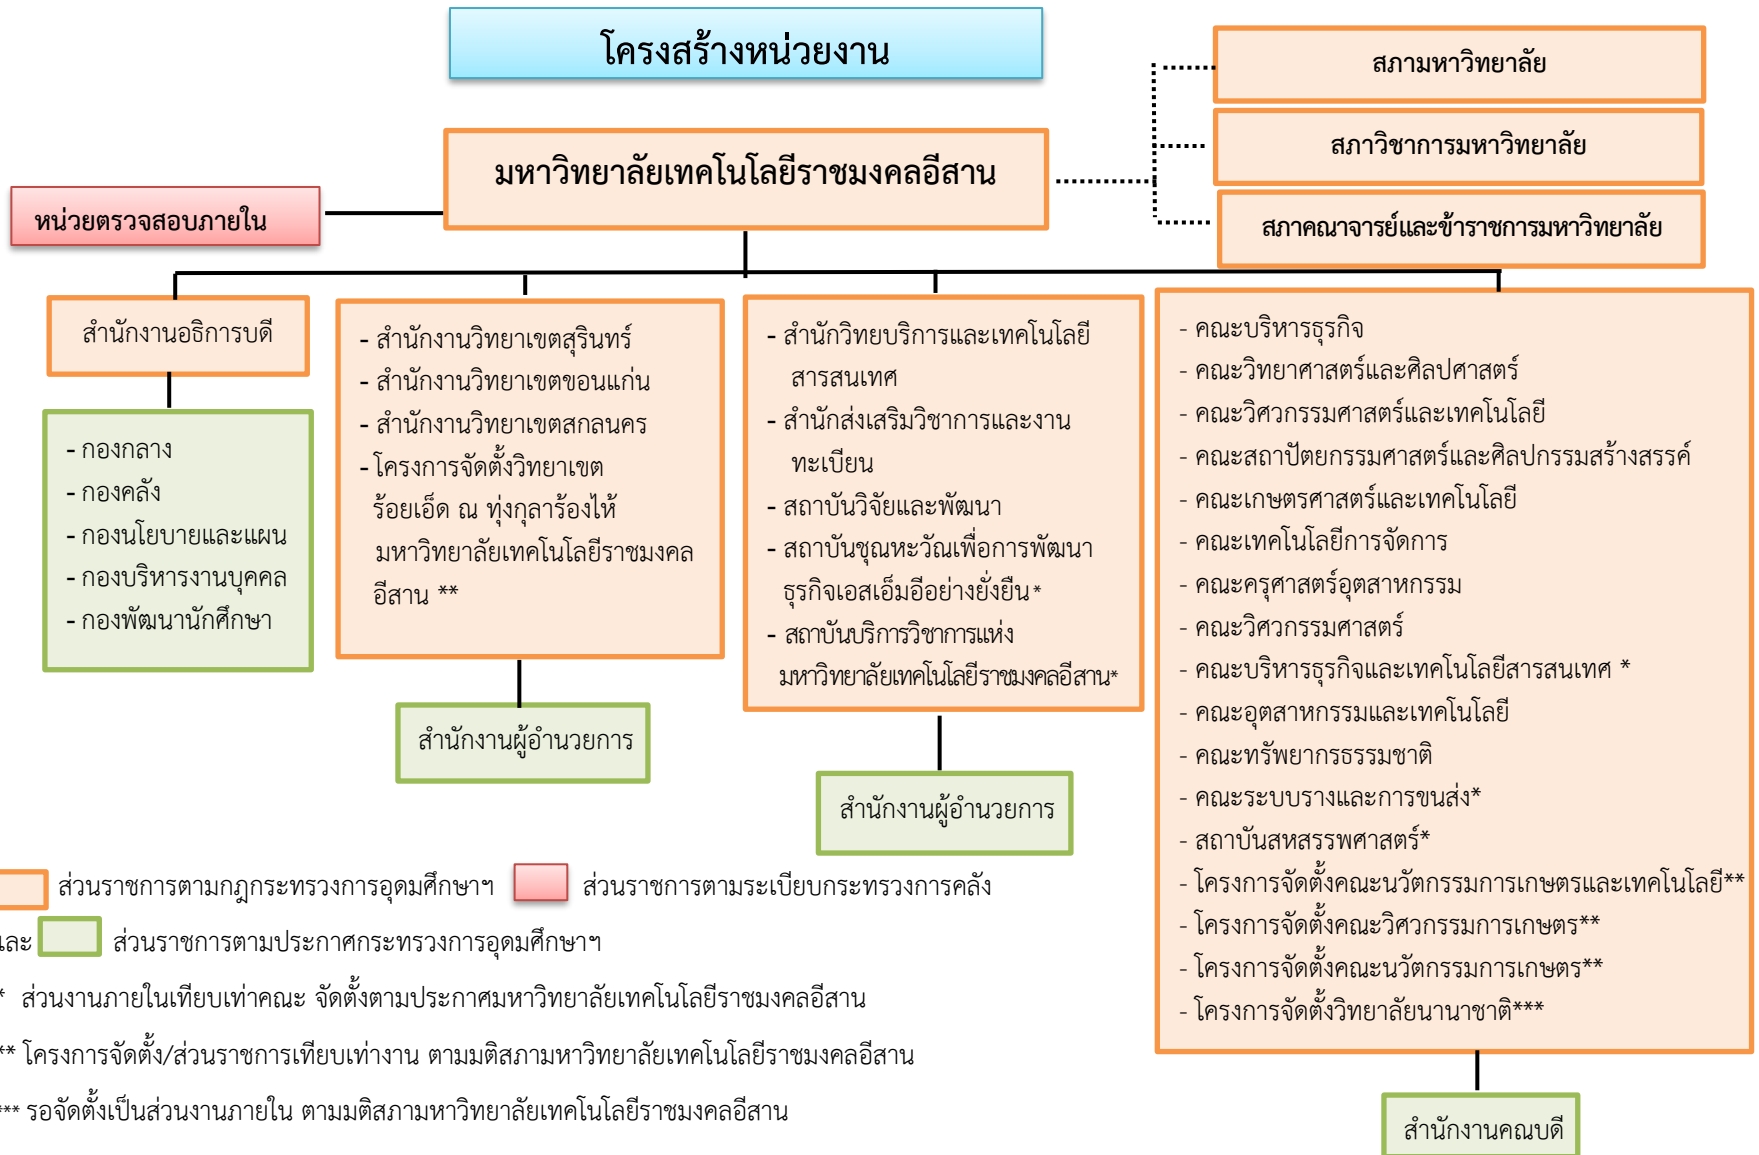 โครงสร้างหน่วยงาน
สภามหาวิทยาลัย
สภาวิชาการมหาวิทยาลัย
สภาคณาจารย์และข้าราชการมหาวิทยาลัย
มหาวิทยาลัยเทคโนโลยีราชมงคลอีสาน
หน่วยตรวจสอบภายใน
สำนักงานอธิการบดี
- กองกลาง
- กองคลัง
- กองนโยบายและแผน
- กองบริหารงานบุคคล
- กองพัฒนานักศึกษา
- สำนักงานวิทยาเขตสุรินทร์
- สำนักงานวิทยาเขตขอนแก่น
- สำนักงานวิทยาเขตสกลนคร
- โครงการจัดตั้งวิทยาเขต
ร้อยเอ็ด ณ ทุ่งกุลาร้องไห้
มหาวิทยาลัยเทคโนโลยีราชมงคล
อีสาน **
สำนักงานผู้อำนวยการ
- สำนักวิทยบริการและเทคโนโลยี
สารสนเทศ
- สำนักส่งเสริมวิชาการและงาน
ทะเบียน
- สถาบันวิจัยและพัฒนา
- สถาบันชุณหะวัณเพื่อการพัฒนา
ธุรกิจเอสเอ็มอีอย่างยั่งยืน*
- สถาบันบริการวิชาการแห่ง
มหาวิทยาลัยเทคโนโลยีราชมงคลอีสาน*
สำนักงานผู้อำนวยการ
- คณะบริหารธุรกิจ
- คณะวิทยาศาสตร์และศิลปศาสตร์
- คณะวิศวกรรมศาสตร์และเทคโนโลยี
- คณะสถาปัตยกรรมศาสตร์และศิลปกรรมสร้างสรรค์
- คณะเกษตรศาสตร์และเทคโนโลยี
- คณะเทคโนโลยีการจัดการ
- คณะครุศาสตร์อุตสาหกรรม
- คณะวิศวกรรมศาสตร์
- คณะบริหารธุรกิจและเทคโนโลยีสารสนเทศ *
- คณะอุตสาหกรรมและเทคโนโลยี
- คณะทรัพยากรธรรมชาติ
- คณะระบบรางและการขนส่ง*
- สถาบันสหสรรพศาสตร์*
- โครงการจัดตั้งคณะนวัตกรรมการเกษตรและเทคโนโลยี**
- โครงการจัดตั้งคณะวิศวกรรมการเกษตร**
- โครงการจัดตั้งคณะนวัตกรรมการเกษตร**
- โครงการจัดตั้งวิทยาลัยนานาชาติ***
สำนักงานคณบดี
ส่วนราชการตามกฎกระทรวงการอุดมศึกษาฯ ส่วนราชการตามระเบียบกระทรวงการคลัง
และ ส่วนราชการตามประกาศกระทรวงการอุดมศึกษาฯ
* ส่วนงานภายในเทียบเท่าคณะ จัดตั้งตามประกาศมหาวิทยาลัยเทคโนโลยีราชมงคลอีสาน
** โครงการจัดตั้ง/ส่วนราชการเทียบเท่างาน ตามมติสภามหาวิทยาลัยเทคโนโลยีราชมงคลอีสาน
*** รอจัดตั้งเป็นส่วนงานภายใน ตามมติสภามหาวิทยาลัยเทคโนโลยีราชมงคลอีสาน